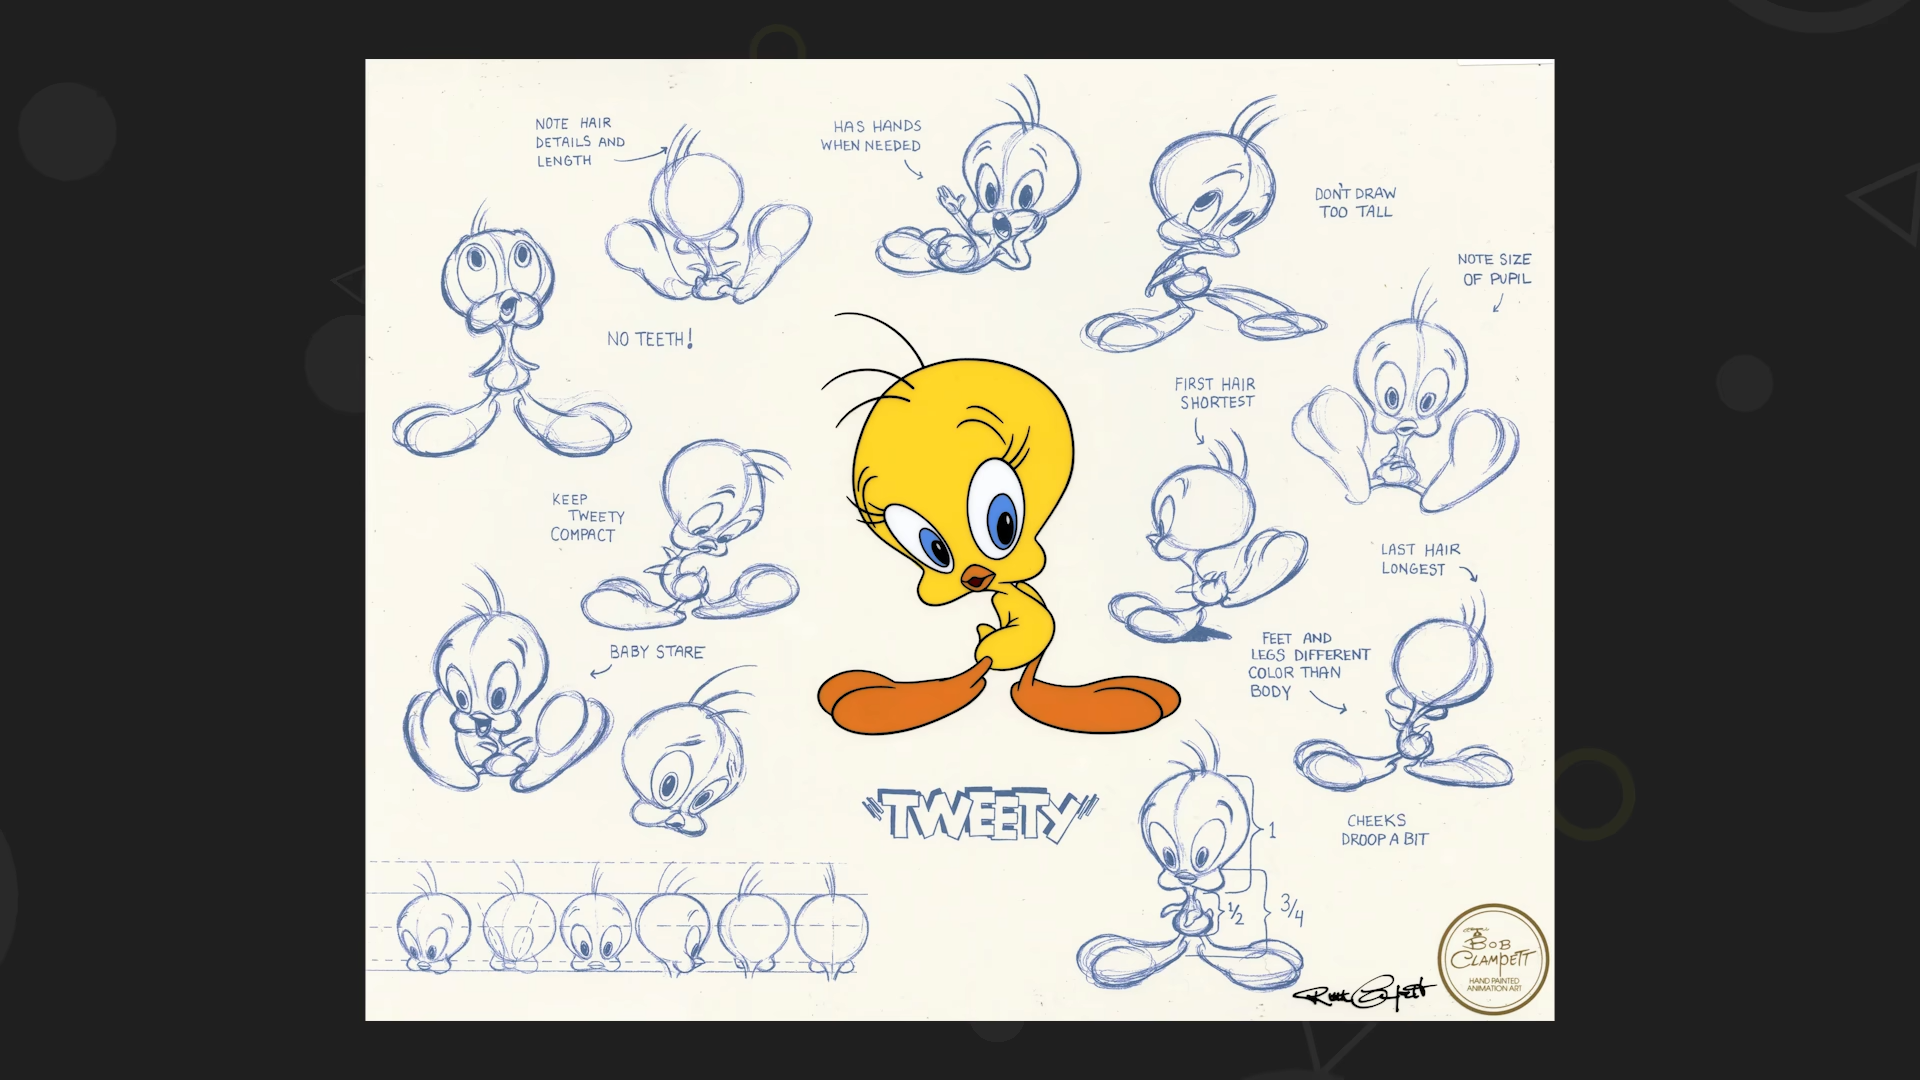 NOTE HAIR
DETAILS AND
LENGTH
HAS HANDS
WHEN NEEDED
DON'T DRAW
TOO TALL
NOTE SIZE
OF PUPIL
NO TEETH!
FIRST HAIR
SHORTEST
KEEP
TWEETY
COMPACT
LAST HAIR
LONGEST
BABY STARE
FEET AND
LEGS DIFFERENT
COLOR THAN
BODY
"TWEETY"
CHEEKS
DROOP A BIT
1
1/2
3/4
BOB
CLAMPETT
HAND PAINTED
ANIMATION ART